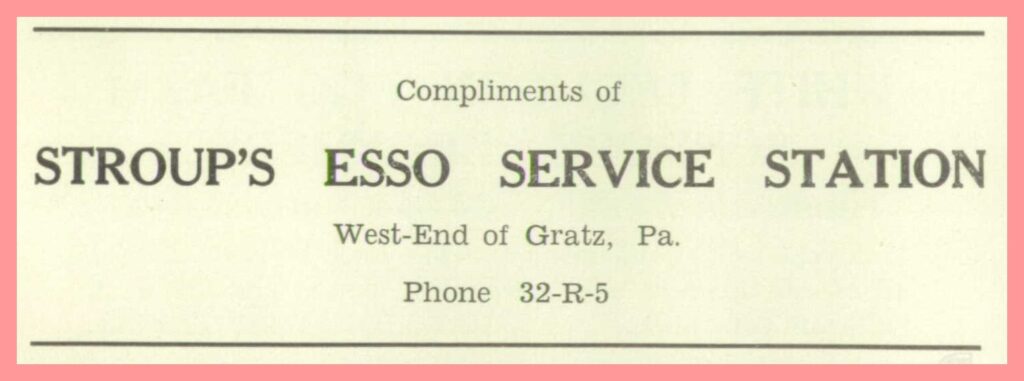 Compliments of
STROUP'S ESSO SERVICE STATION
West-End of Gratz, Pa.
Phone 32-R-5